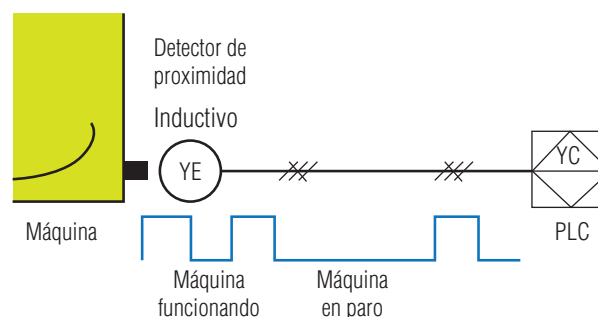 Detector de
proximidad
Inductivo
YE
YC
Máquina
PLC
Máquina
funcionando
Máquina
en paro